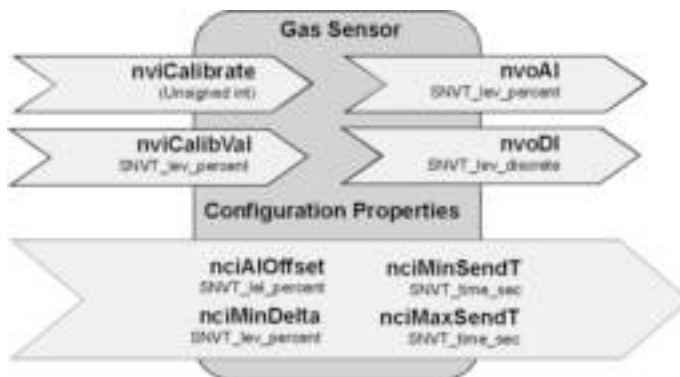 Gas Sensor
nviCalibrate
(Unsigned int)
nvoAI
SNVT_lev_percent
nviCalibVal
SNVT_lev_percent
nvoDI
SNVT_lev_discrete
Configuration Properties
nciAIOffset
SNVT_lel_percent
nciMinSendT
SNVT_time_sec
nciMinDelta
SNVT_lev_percent
nciMaxSendT
SNVT_time_sec